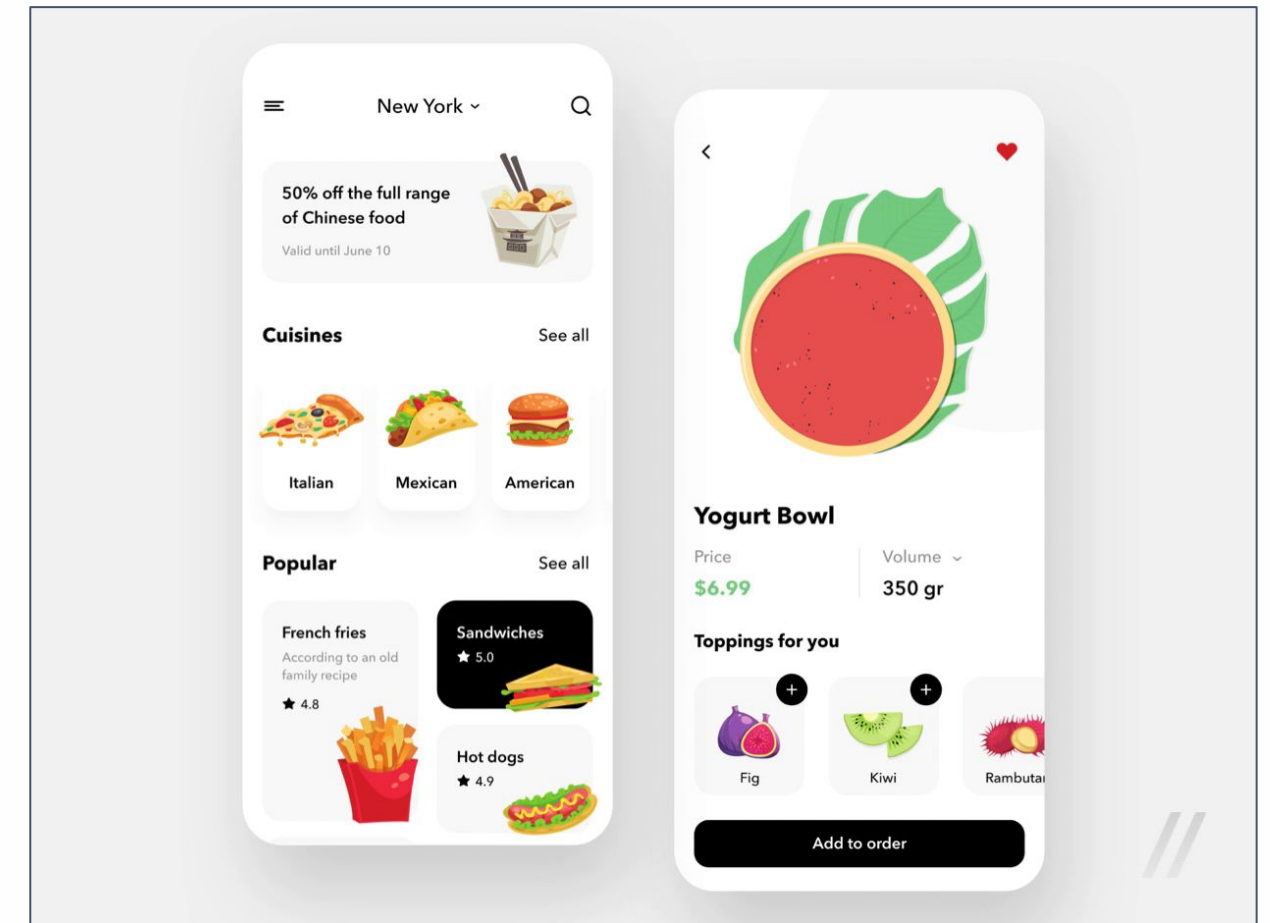 New York
50% off the full range
of Chinese food
Valid until June 10
Cuisines
See all
Italian
Mexican
American
Popular
See all
French fries
According to an old
family recipe
4.8
Sandwiches
5.0
Hot dogs
4.9
Yogurt Bowl
Price
$6.99
Volume
350 gr
Toppings for you
Fig
Kiwi
Rambutan
Add to order